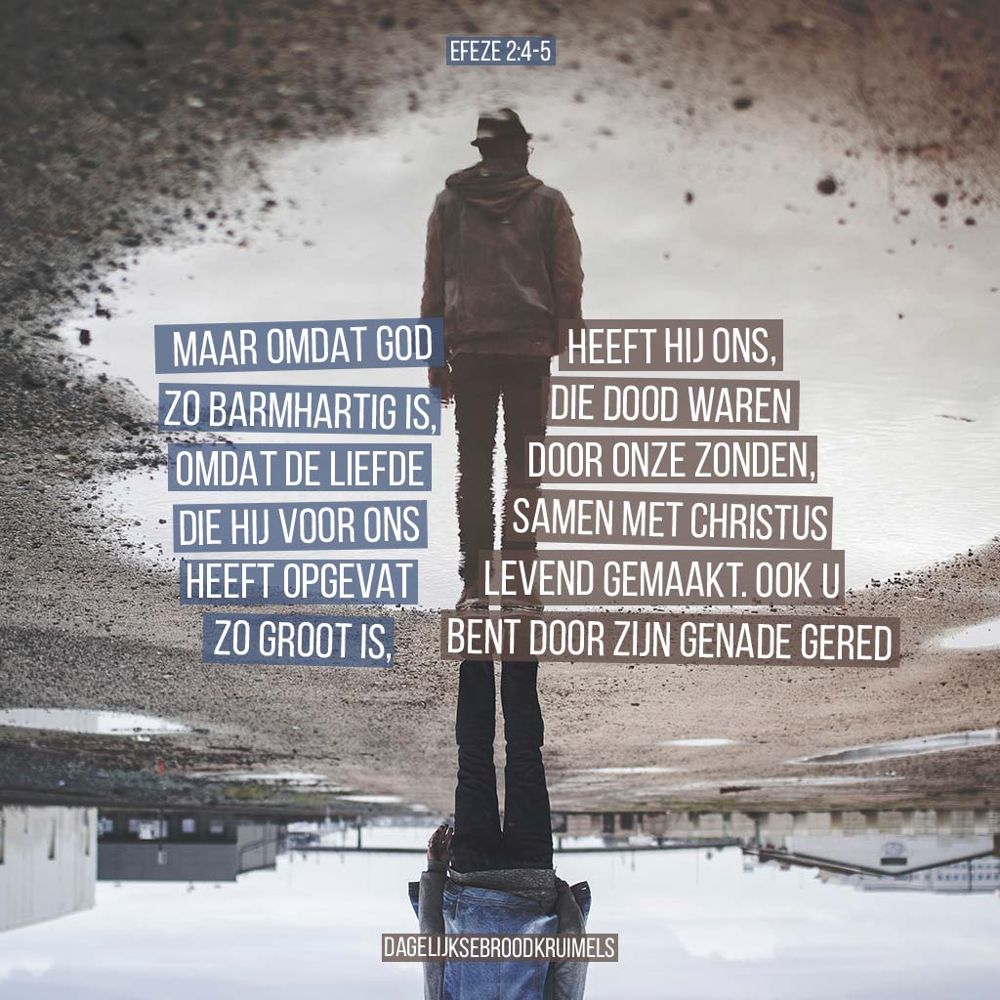 EFEZE 2:4-5
MAAR OMDAT GOD
ZO BARMHARTIG IS,
OMDAT DE LIEFDE
DIE HIJ VOOR ONS
HEEFT OPGEVAT
ZO GROOT IS,
HEEFT HIJ ONS,
DIE DOOD WAREN
DOOR ONZE ZONDEN,
SAMEN MET CHRISTUS
LEVEND GEMAAKT. OOK U
BENT DOOR ZIJN GENADE GERED
DAGELIJKSEBROODKRUIMELS